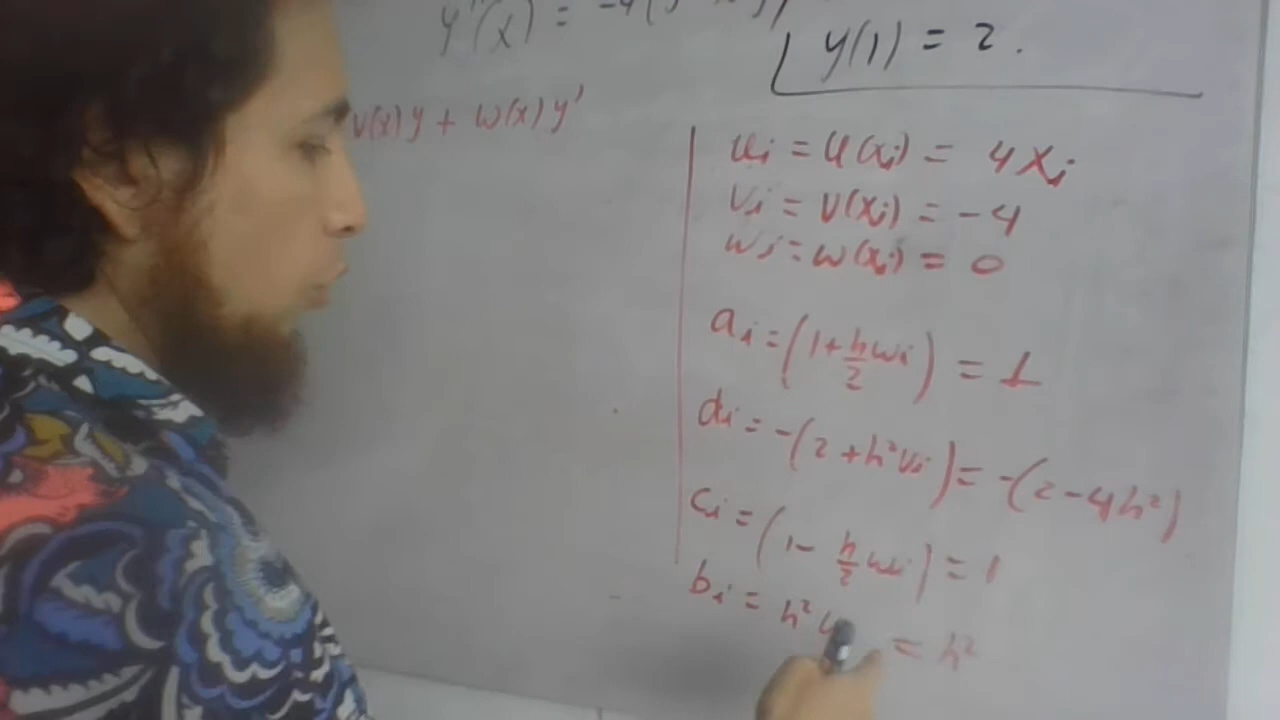 y''(x) = -4(y
y(1) = 2.
v(x)y + w(x)y'
ui = u(xi) = 4xi
vi = v(xi) = -4
wi = w(xi) = 0
ai = (1 + h/2 wi) = 1
di = -(2 + h²vi) = -(2 - 4h²)
ci = (1 - h/2 wi) = 1
bi = h²u = h²